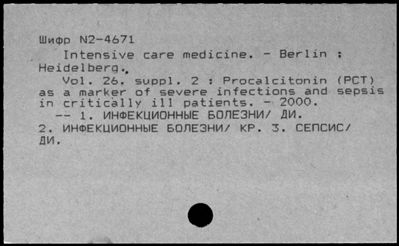 Шифр N2-4671
Intensive care medicine. - Berlin :
Heidelberg.,
Vol. 26. suppl. 2 : Procalcitonin (PCT)
as a marker of severe infections and sepsis
in critically ill patients. - 2000.
-- 1. ИНФЕКЦИОННЫЕ БОЛЕЗНИ/ ДИ.
2. ИНФЕКЦИОННЫЕ БОЛЕЗНИ/ КР. 3. СЕПСИС/
ДИ.